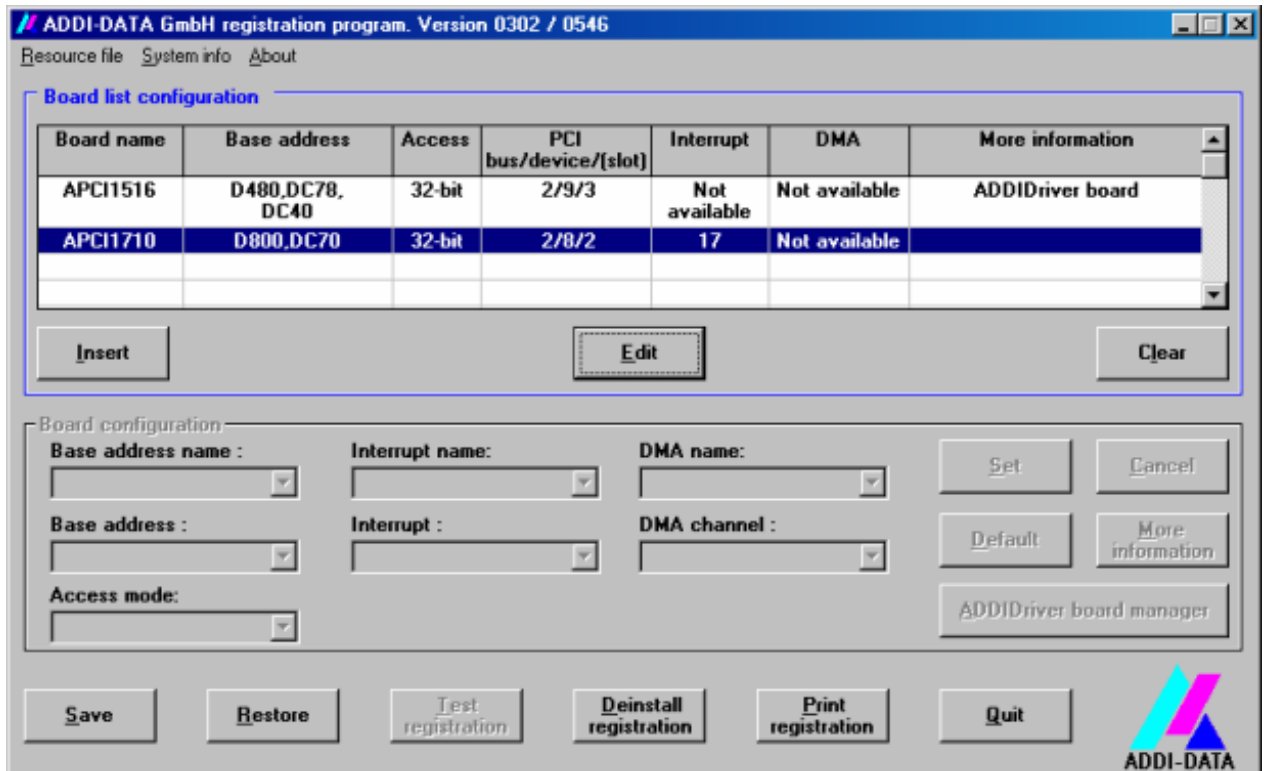 ADDI-DATA GmbH registration program. Version 0302 / 0546
Resource file System info About
Board list configuration
Board name Base address Access PCI bus/device/(slot) Interrupt DMA More information
APCI1516 D480,DC78, DC40 32-bit 2/9/3 Not available Not available ADDIDriver board
APCI1710 D800,DC70 32-bit 2/8/2 17 Not available
Insert Edit Clear
Board configuration
Base address name : Interrupt name: DMA name:
Set Cancel
Base address : Interrupt : DMA channel :
Default More information
Access mode:
ADDIDriver board manager
Save Restore Test registration Deinstall registration Print registration Quit
ADDI-DATA